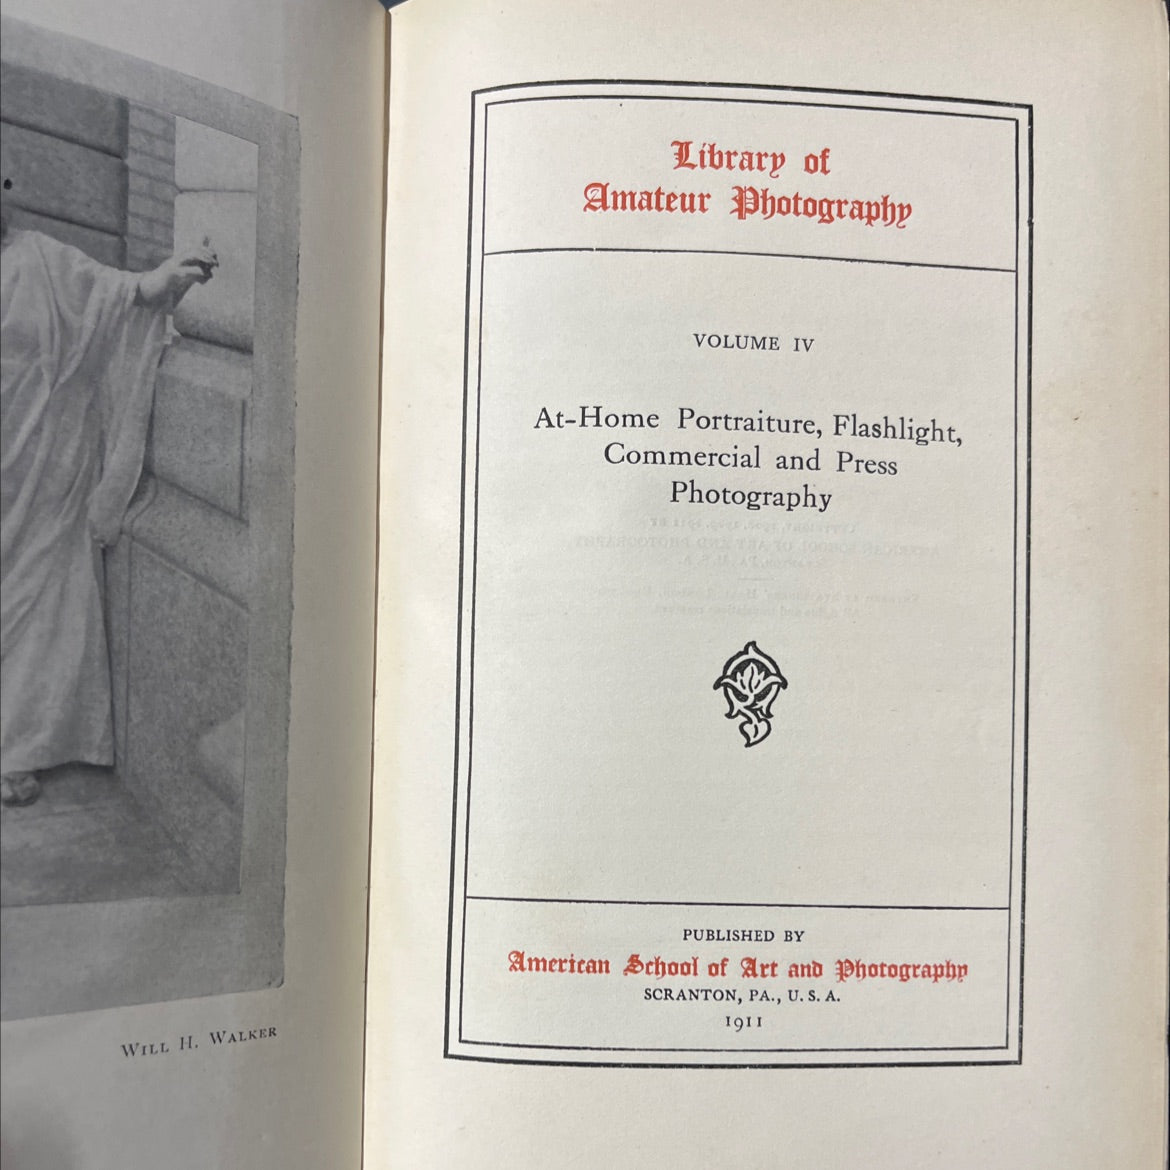 Library of
Amateur Photography
VOLUME IV
At-Home Portraiture, Flashlight,
Commercial and Press
Photography
PUBLISHED BY
American School of Art and Photography
SCRANTON, PA., U. S. A.
1911
WILL H. WALKER